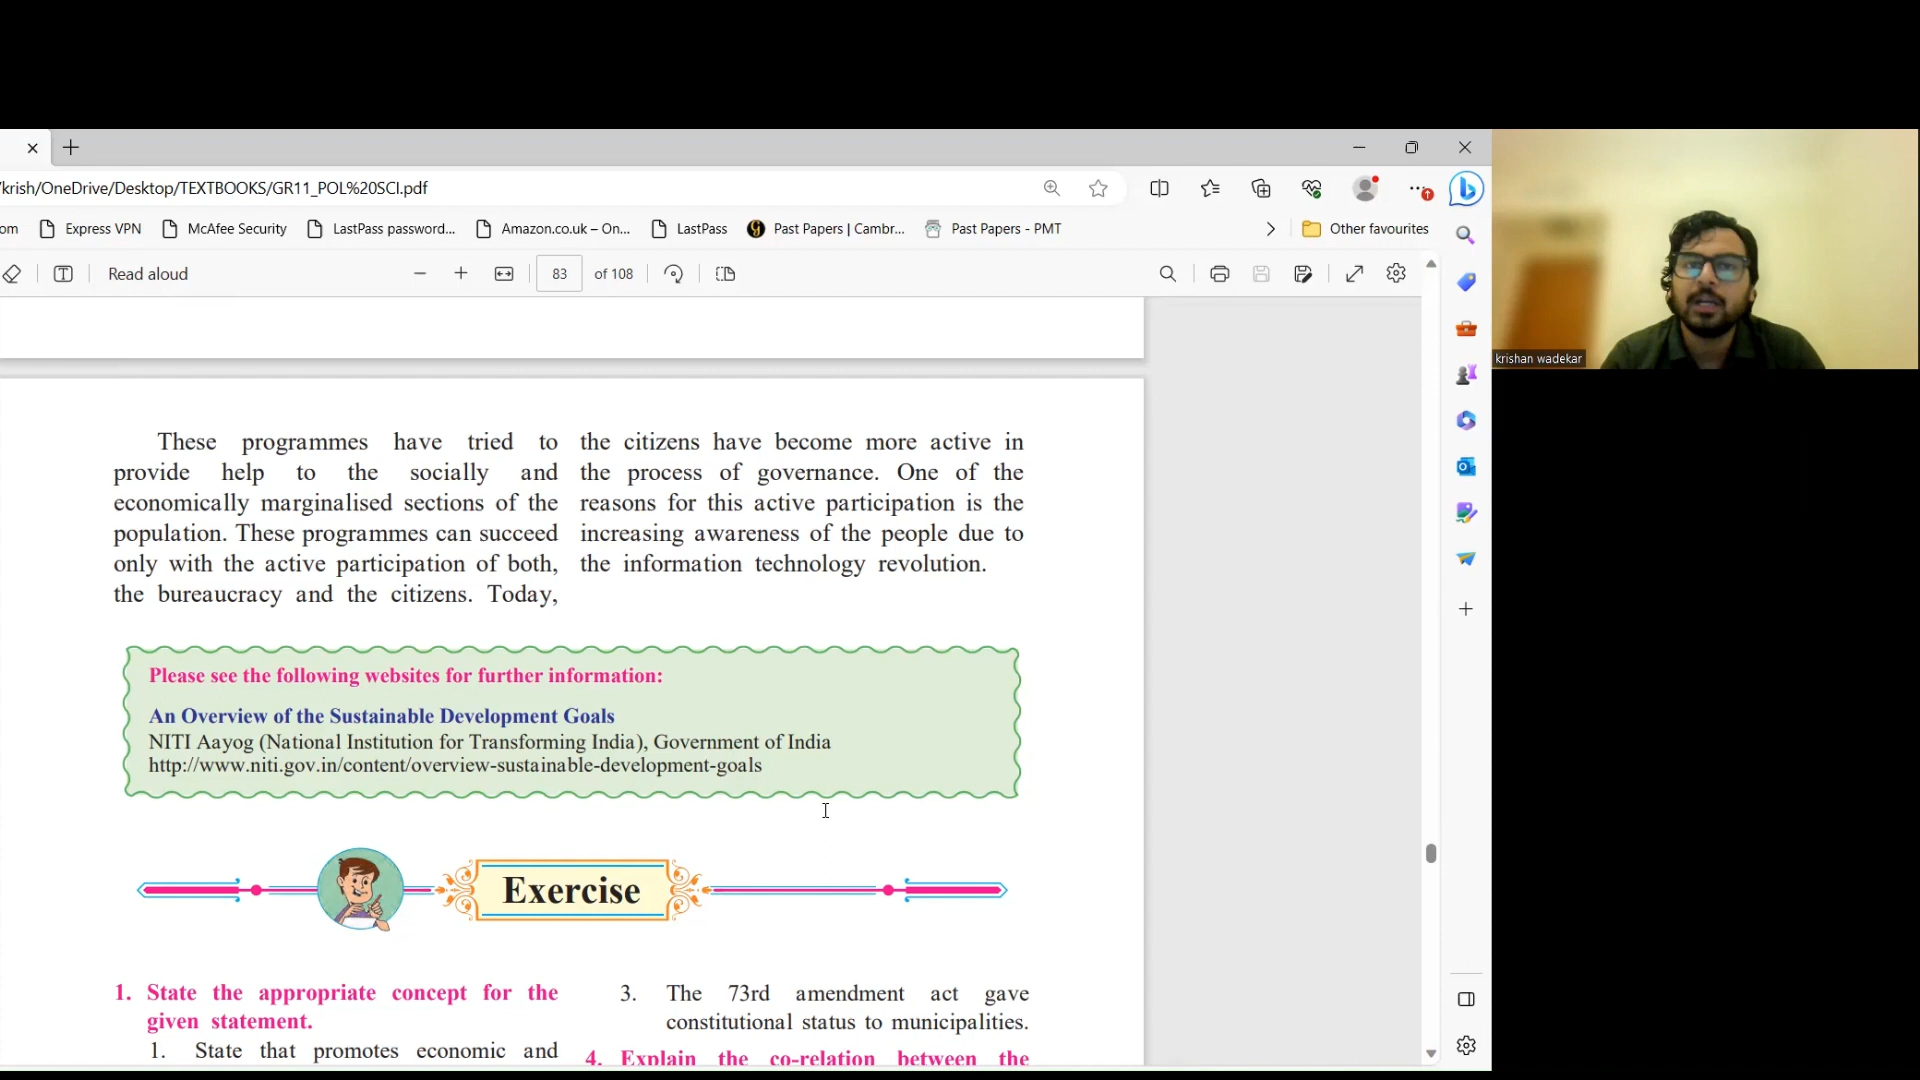 /krish/OneDrive/Desktop/TEXTBOOKS/GR11_POL%20SCI.pdf
om
Express VPN
McAfee Security
LastPass password...
Amazon.co.uk – On...
LastPass
Past Papers | Cambr...
Past Papers - PMT
Other favourites
Read aloud
83
of 108
krishan wadekar
These programmes have tried to
provide help to the socially and
economically marginalised sections of the
population. These programmes can succeed
only with the active participation of both,
the bureaucracy and the citizens. Today,
the citizens have become more active in
the process of governance. One of the
reasons for this active participation is the
increasing awareness of the people due to
the information technology revolution.
Please see the following websites for further information:
An Overview of the Sustainable Development Goals
NITI Aayog (National Institution for Transforming India), Government of India
http://www.niti.gov.in/content/overview-sustainable-development-goals
Exercise
1. State the appropriate concept for the
given statement.
1. State that promotes economic and
3. The 73rd amendment act gave
constitutional status to municipalities.
4. Explain the co-relation between the